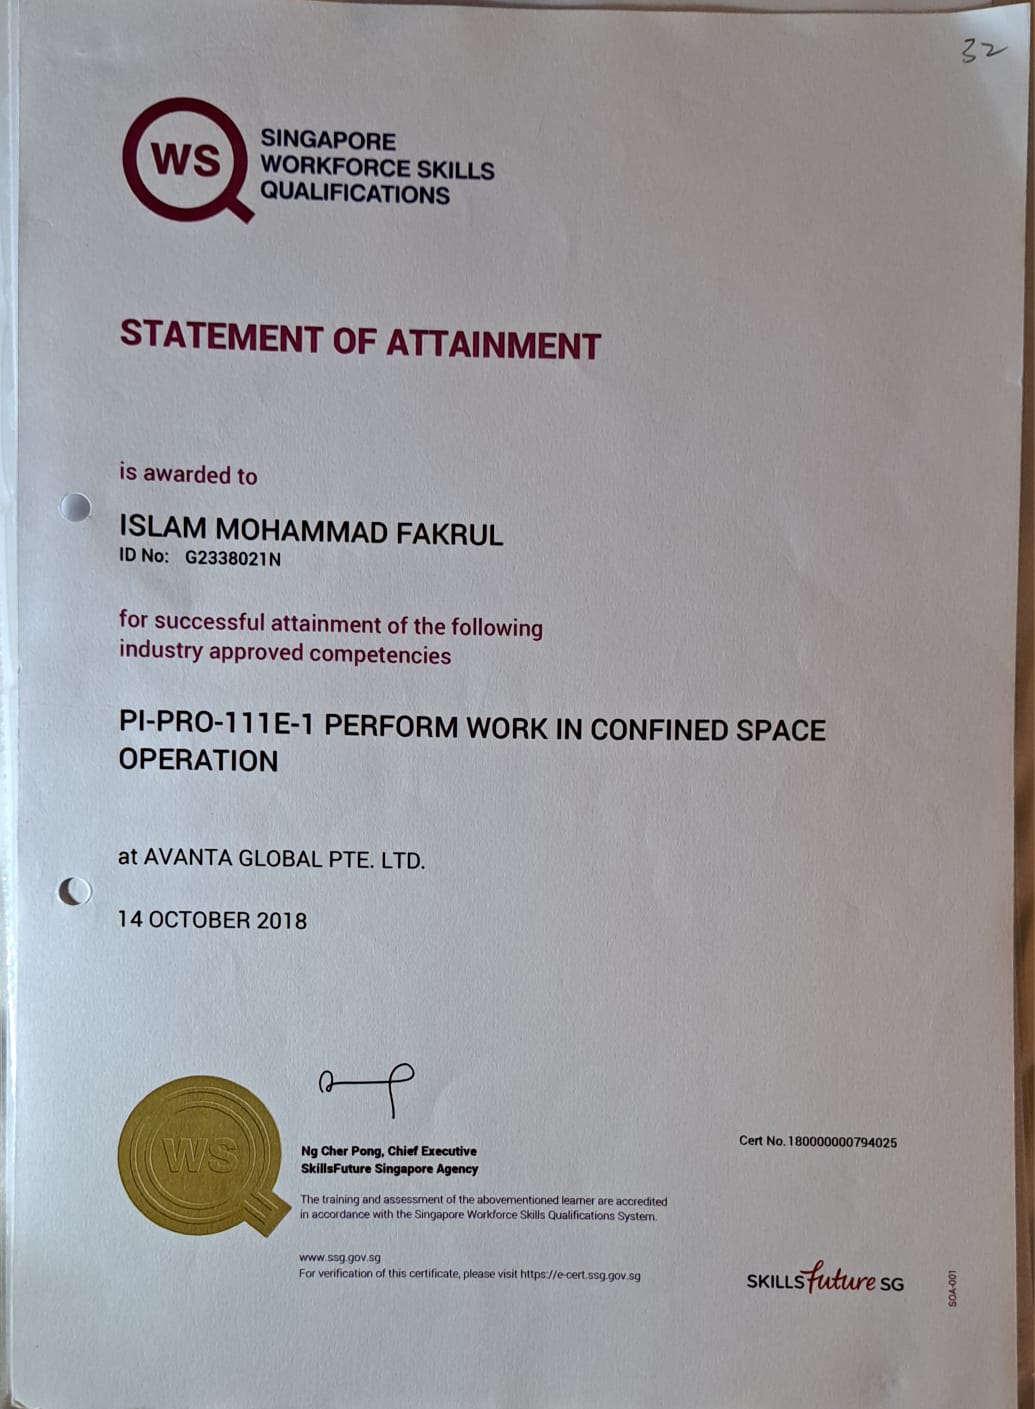 32
WS
SINGAPORE
WORKFORCE SKILLS
QUALIFICATIONS
STATEMENT OF ATTAINMENT
is awarded to
ISLAM MOHAMMAD FAKRUL
ID No: G2338021N
for successful attainment of the following
industry approved competencies
PI-PRO-111E-1 PERFORM WORK IN CONFINED SPACE
OPERATION
at AVANTA GLOBAL PTE. LTD.
14 OCTOBER 2018
WS
Ng Cher Pong, Chief Executive
SkillsFuture Singapore Agency
Cert No. 180000000794025
The training and assessment of the abovementioned learner are accredited
in accordance with the Singapore Workforce Skills Qualifications System.
www.ssg.gov.sg
For verification of this certificate, please visit https://e-cert.ssg.gov.sg
SKILLSfuture SG
SOA-001